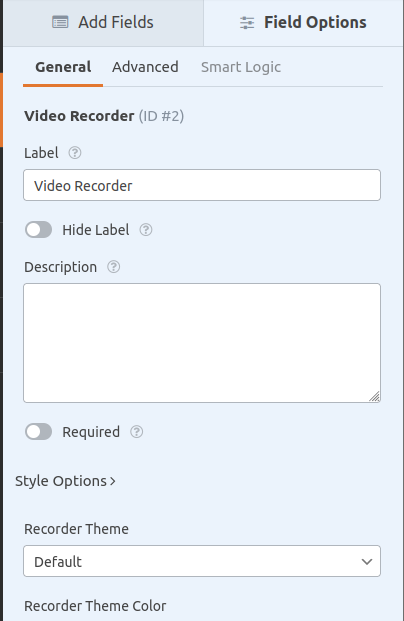 Add Fields
Field Options
General Advanced Smart Logic
Video Recorder (ID #2)
Label
Video Recorder
Hide Label
Description
Required
Style Options
Recorder Theme
Default
Recorder Theme Color